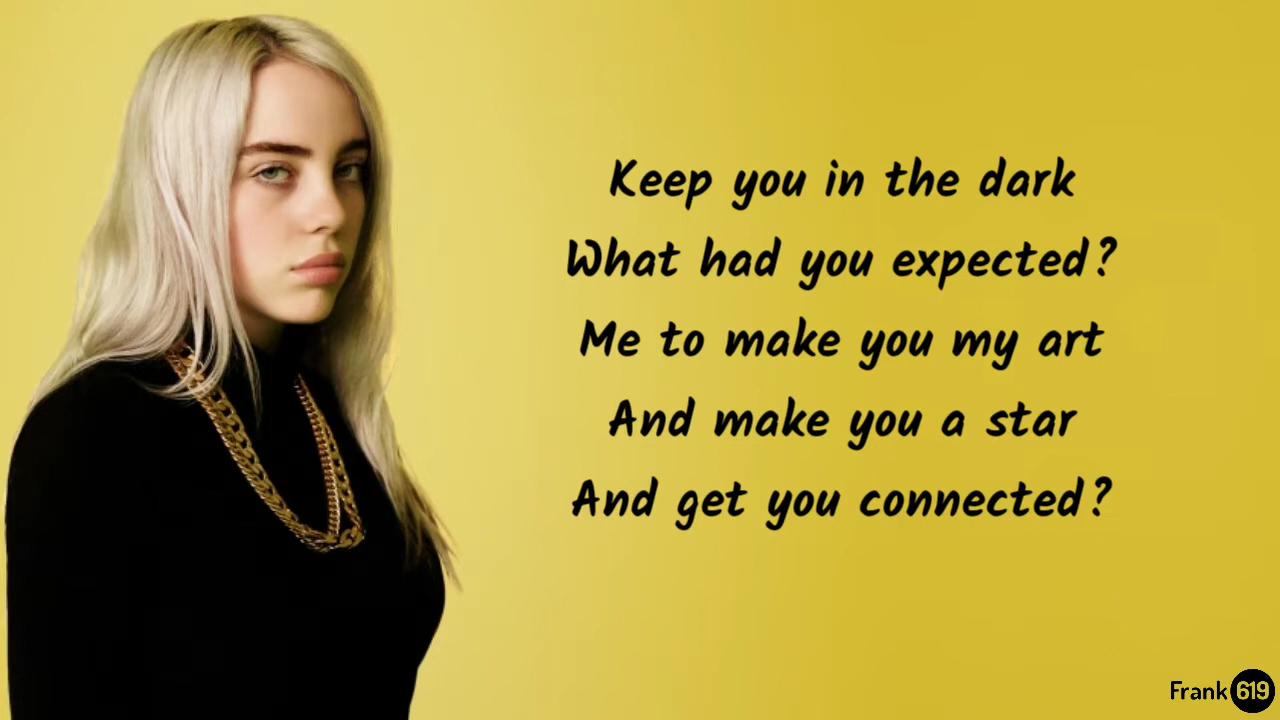 Keep you in the dark
What had you expected?
Me to make you my art
And make you a star
And get you connected?
Frank 619